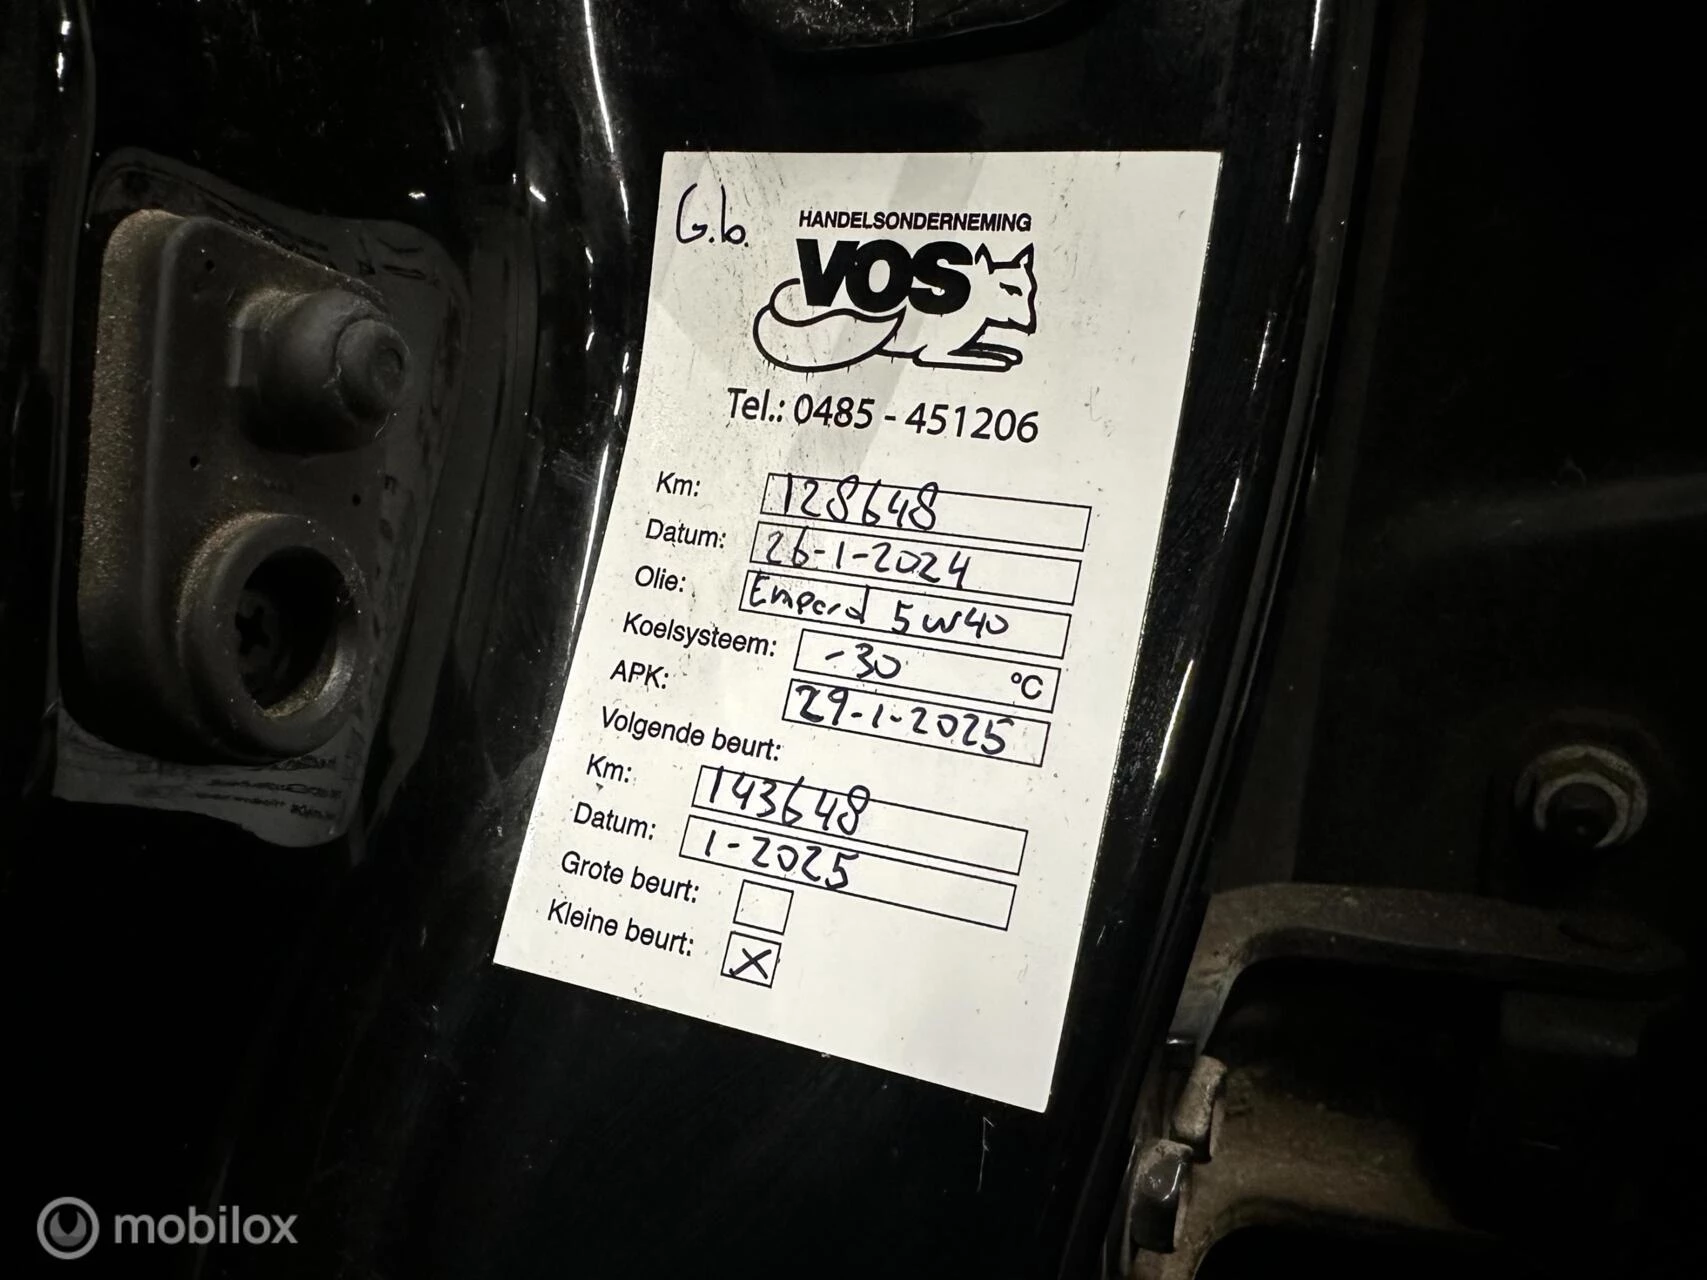 G.b.
HANDELSONDERNEMING
VOS
Tel.: 0485 - 451206
Km: 128648
Datum: 26-1-2024
Olie: Emperol 5w40
Koelsysteem: -30 °C
APK: 29-1-2025
Volgende beurt:
Km: 143648
Datum: 1-2025
Grote beurt:
Kleine beurt: X
mobilox